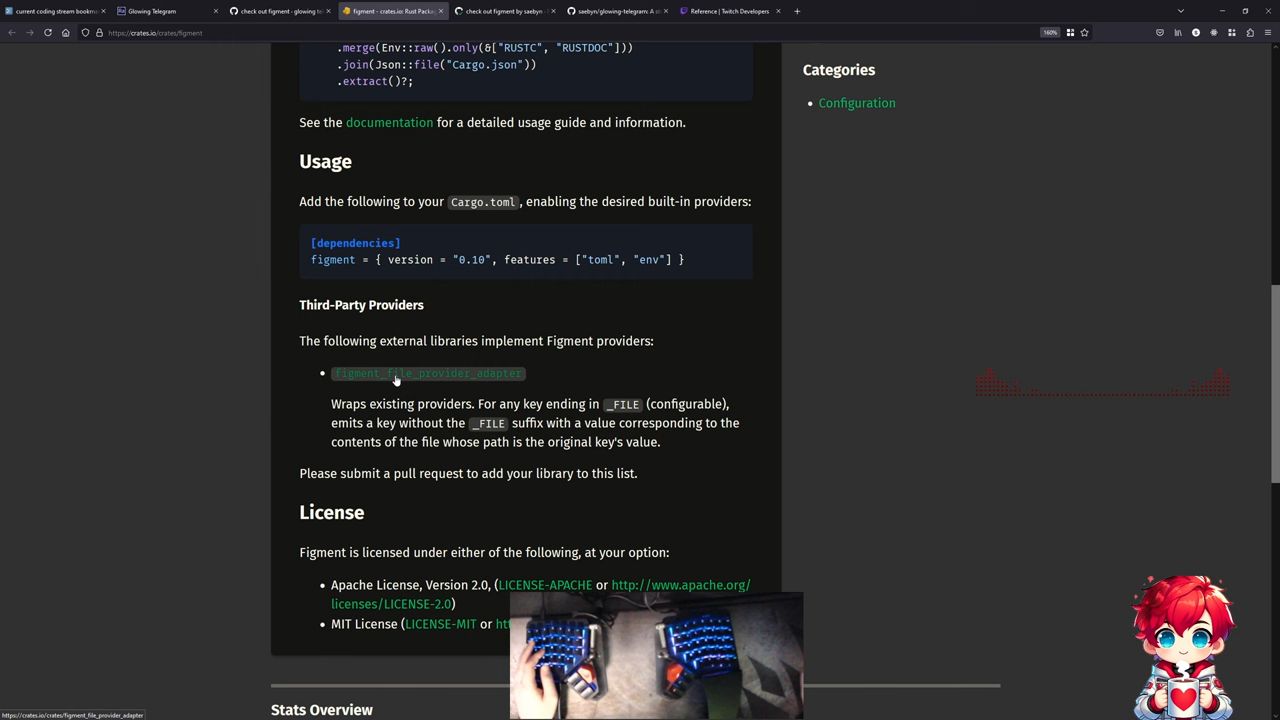 current coding stream bookma
Glowing Telegram
check out figment · glowing te
figment - crates.io: Rust Packa
check out figment by saebyn ·
saebyn/glowing-telegram: A st
Reference | Twitch Developers
https://crates.io/crates/figment
160%
.merge(Env::raw().only(&["RUSTC", "RUSTDOC"]))
.join(Json::file("Cargo.json"))
.extract()?;
See the documentation for a detailed usage guide and information.
Usage
Add the following to your Cargo.toml, enabling the desired built-in providers:
[dependencies]
figment = { version = "0.10", features = ["toml", "env"] }
Third-Party Providers
The following external libraries implement Figment providers:
figment_file_provider_adapter
Wraps existing providers. For any key ending in _FILE (configurable),
emits a key without the _FILE suffix with a value corresponding to the
contents of the file whose path is the original key's value.
Please submit a pull request to add your library to this list.
License
Figment is licensed under either of the following, at your option:
Apache License, Version 2.0, (LICENSE-APACHE or http://www.apache.org/
licenses/LICENSE-2.0)
MIT License (LICENSE-MIT or
Stats Overview
Categories
Configuration
https://crates.io/crates/figment_file_provider_adapter